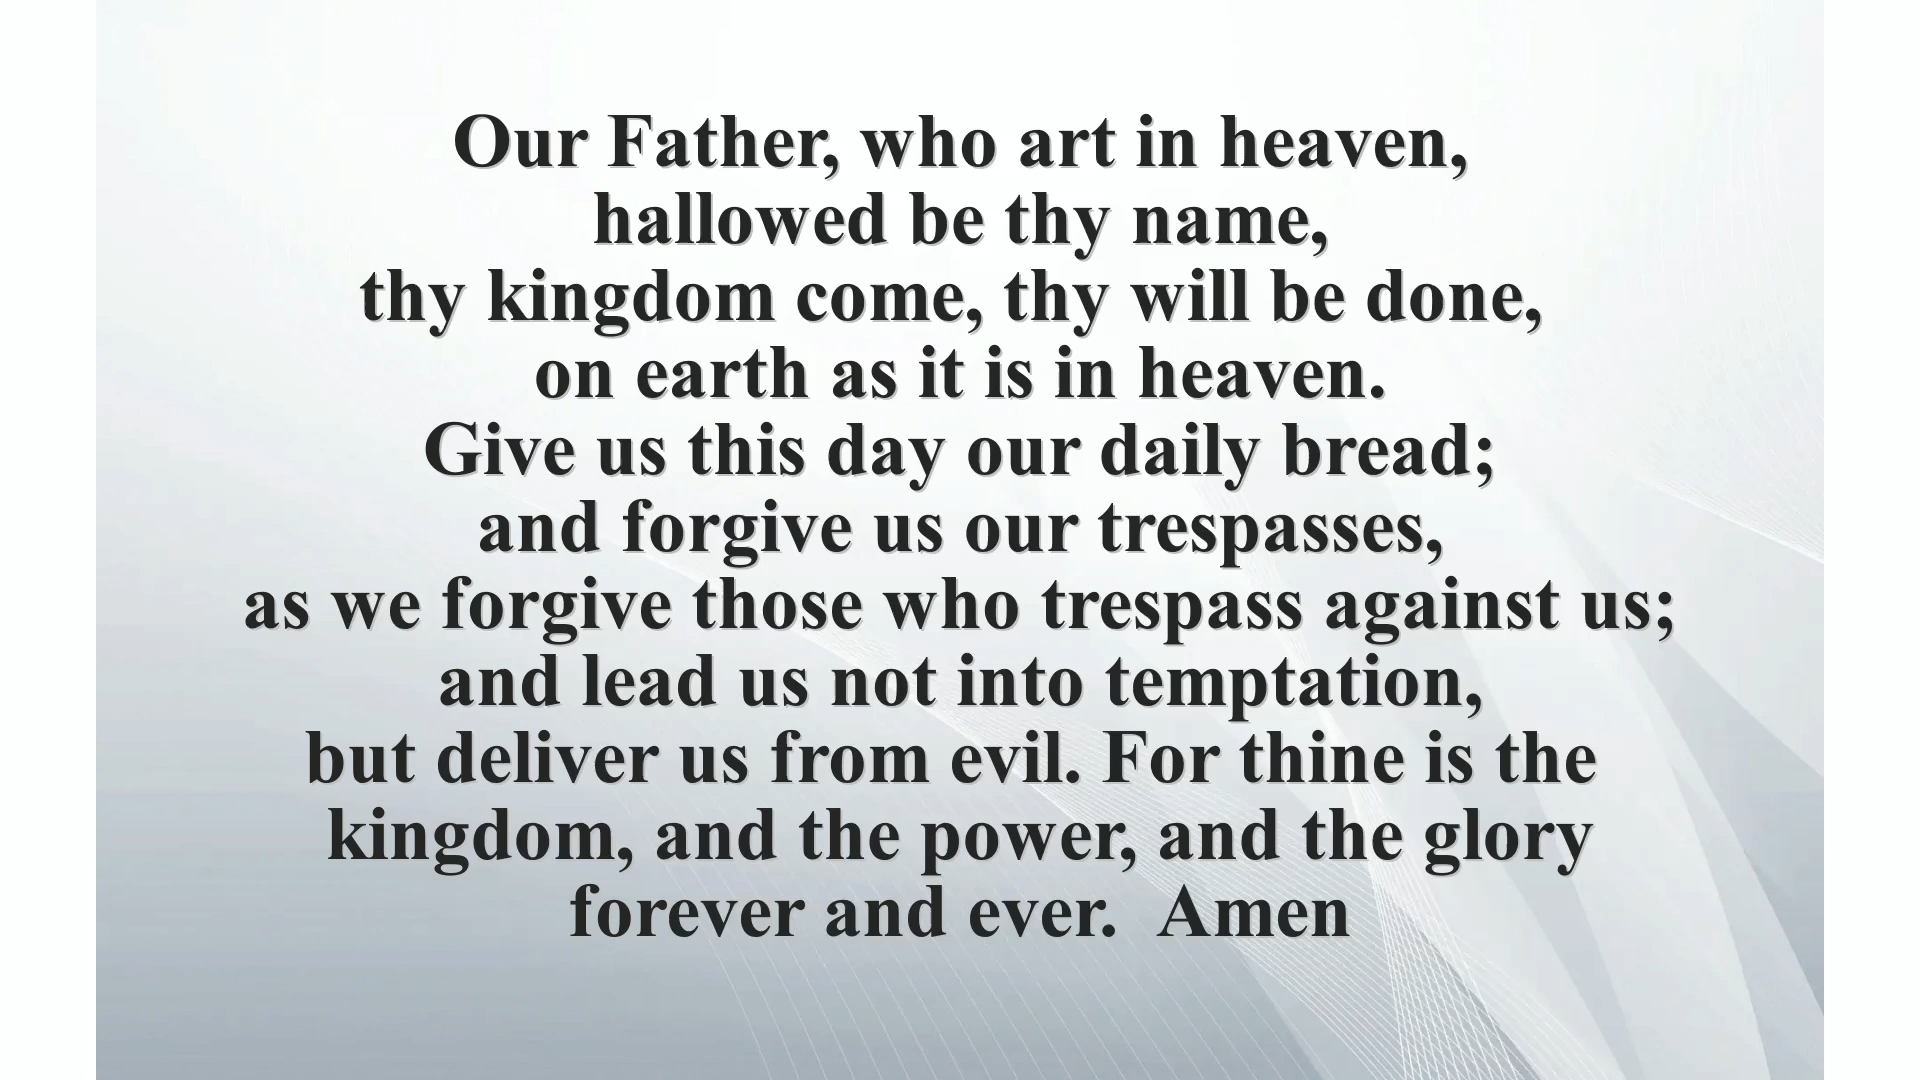 Our Father, who art in heaven,
hallowed be thy name,
thy kingdom come, thy will be done,
on earth as it is in heaven.
Give us this day our daily bread;
and forgive us our trespasses,
as we forgive those who trespass against us;
and lead us not into temptation,
but deliver us from evil. For thine is the
kingdom, and the power, and the glory
forever and ever.  Amen